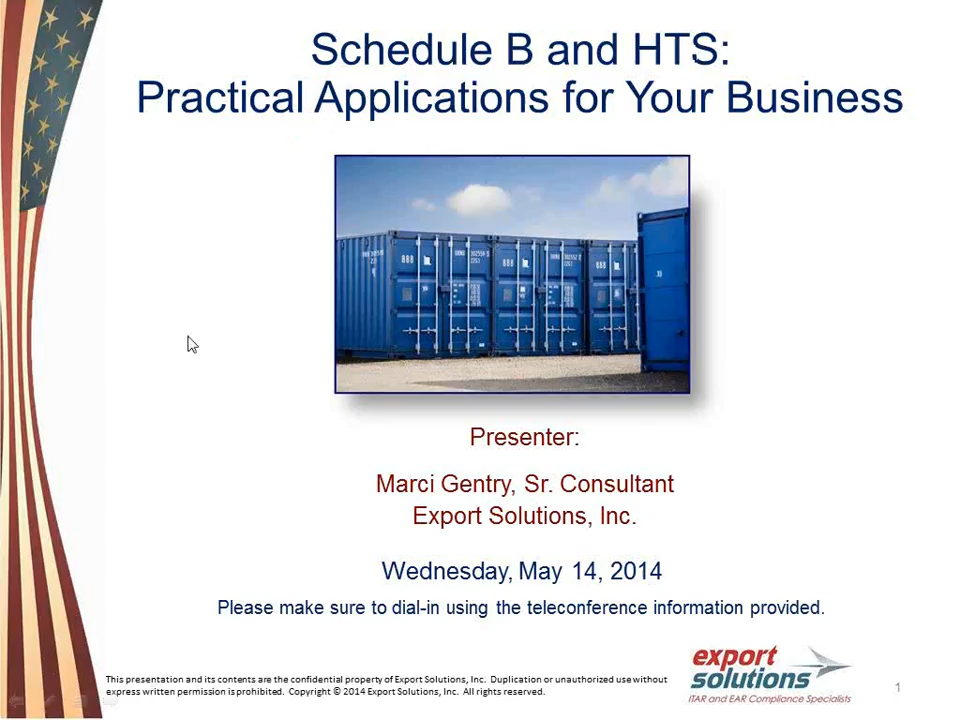 Schedule B and HTS:
Practical Applications for Your Business
888
888
888
Presenter:
Marci Gentry, Sr. Consultant
Export Solutions, Inc.
Wednesday, May 14, 2014
Please make sure to dial-in using the teleconference information provided.
This presentation and its contents are the confidential property of Export Solutions, Inc. Duplication or unauthorized use without
express written permission is prohibited. Copyright © 2014 Export Solutions, Inc. All rights reserved.
export
solutions
ITAR and EAR Compliance Specialists
1